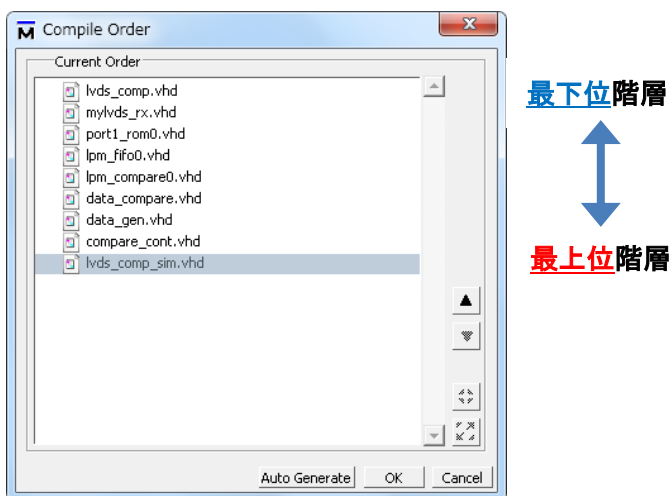 Compile Order
Current Order
lvds_comp.vhd
mylvds_rx.vhd
port1_rom0.vhd
lpm_fifo0.vhd
lpm_compare0.vhd
data_compare.vhd
data_gen.vhd
compare_cont.vhd
lvds_comp_sim.vhd
Auto Generate OK Cancel
最下位階層
最上位階層